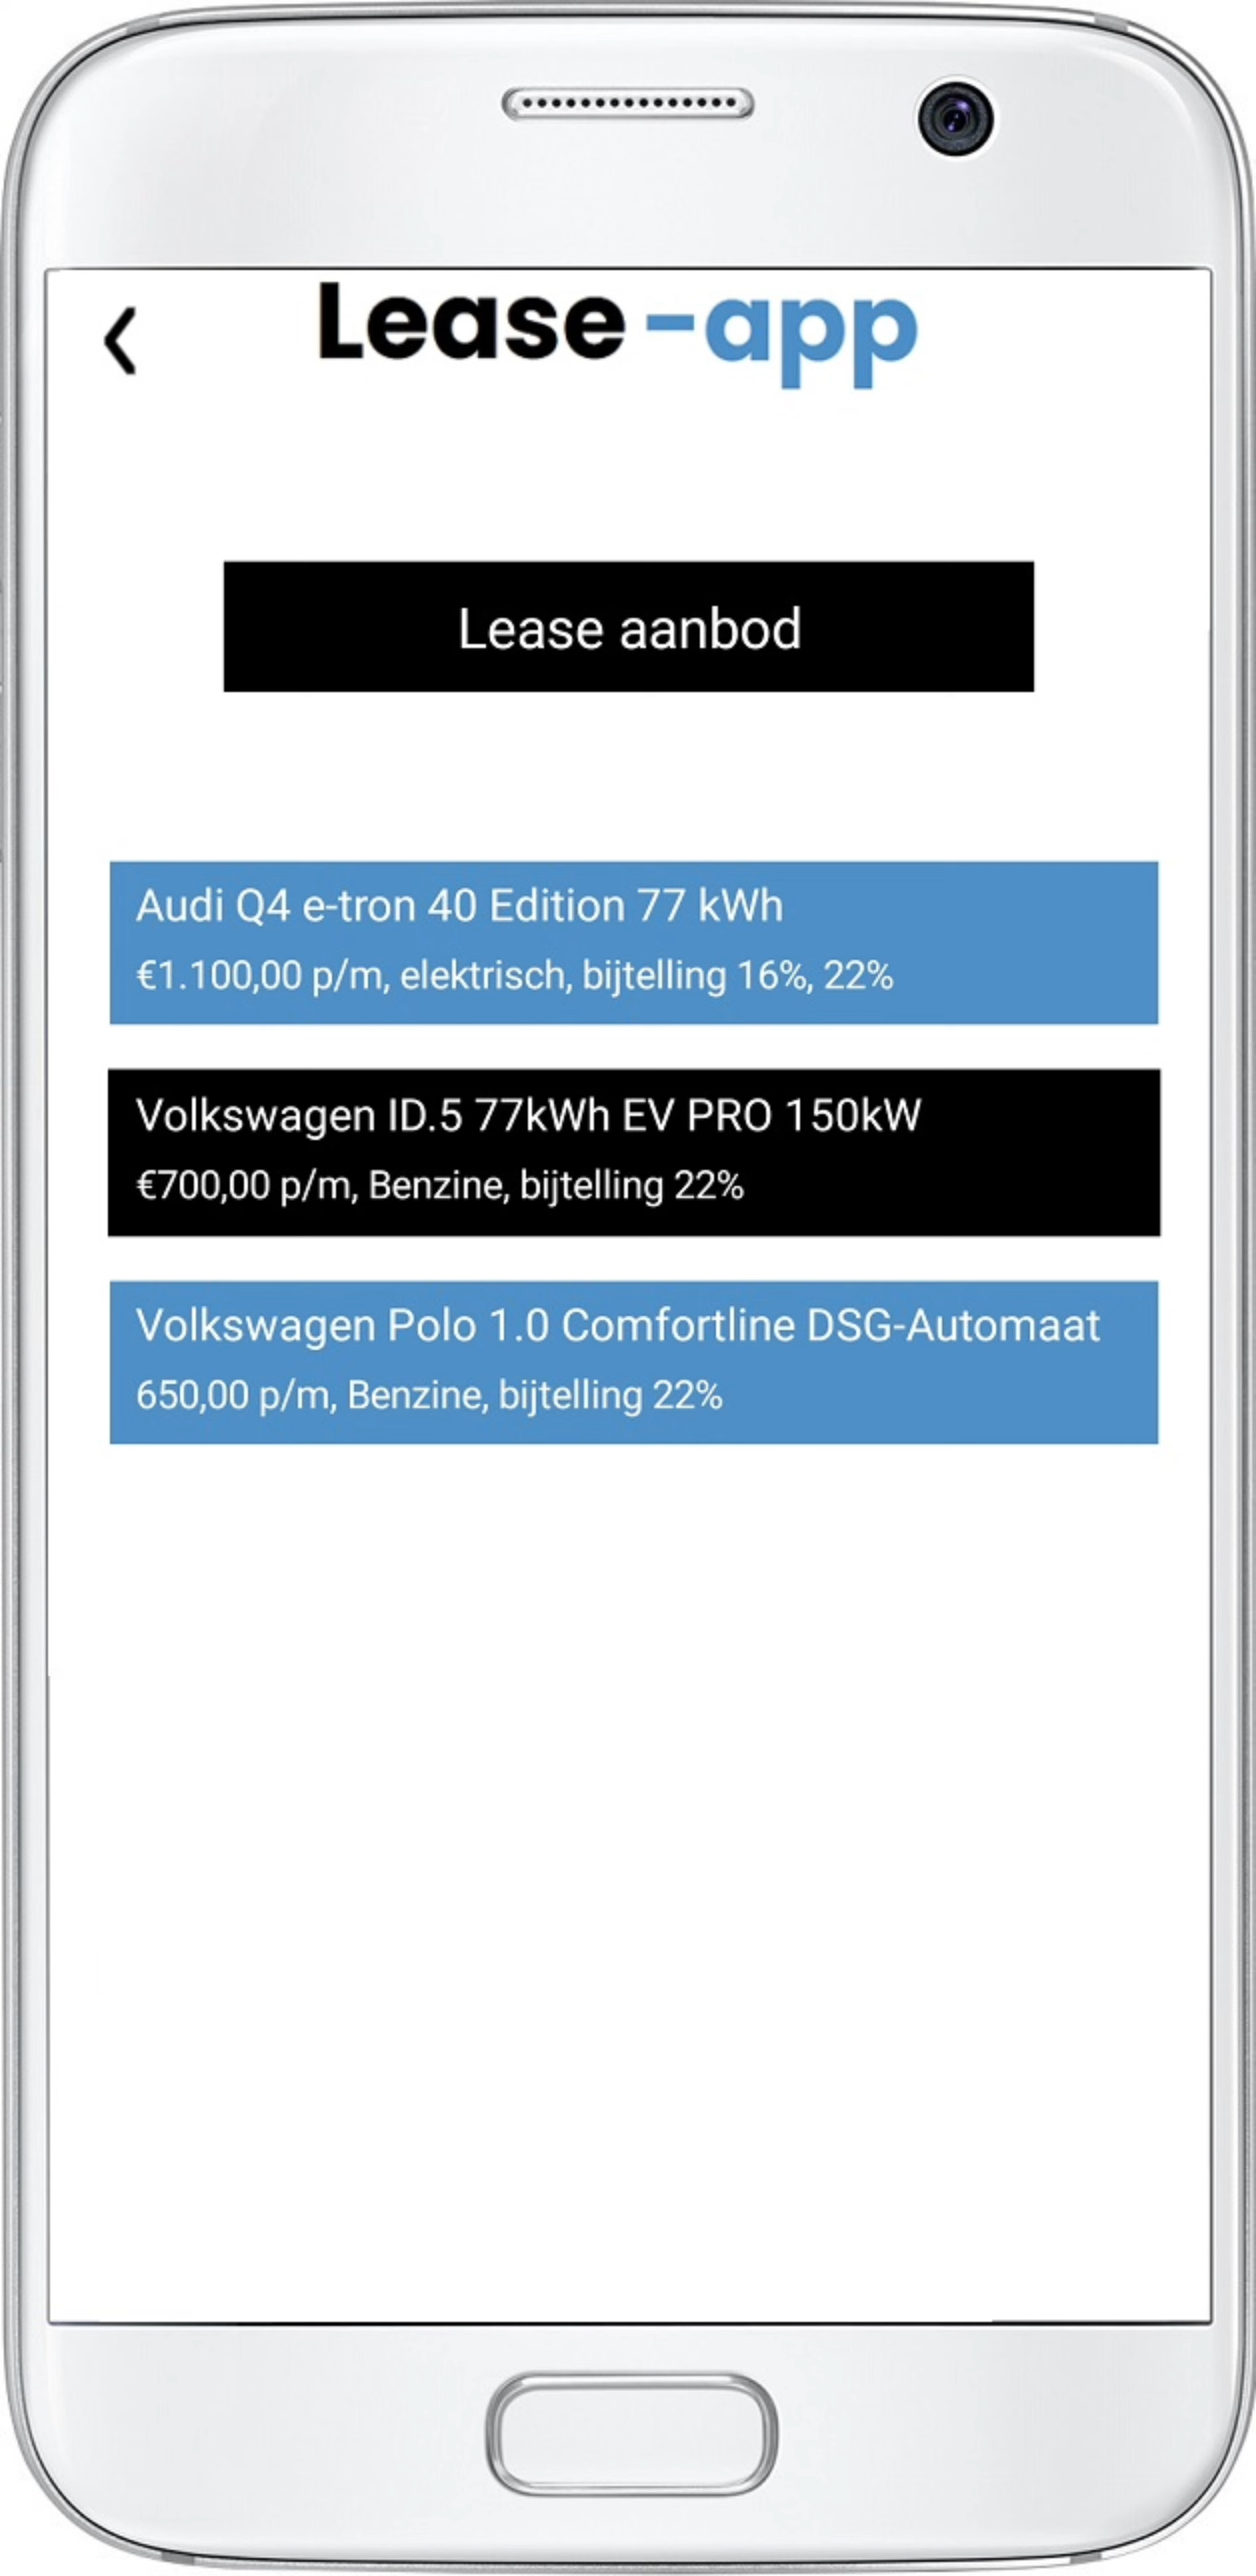 Lease-app
Lease aanbod
Audi Q4 e-tron 40 Edition 77 kWh
€1.100,00 p/m, elektrisch, bijtelling 16%, 22%
Volkswagen ID.5 77kWh EV PRO 150kW
€700,00 p/m, Benzine, bijtelling 22%
Volkswagen Polo 1.0 Comfortline DSG-Automaat
650,00 p/m, Benzine, bijtelling 22%